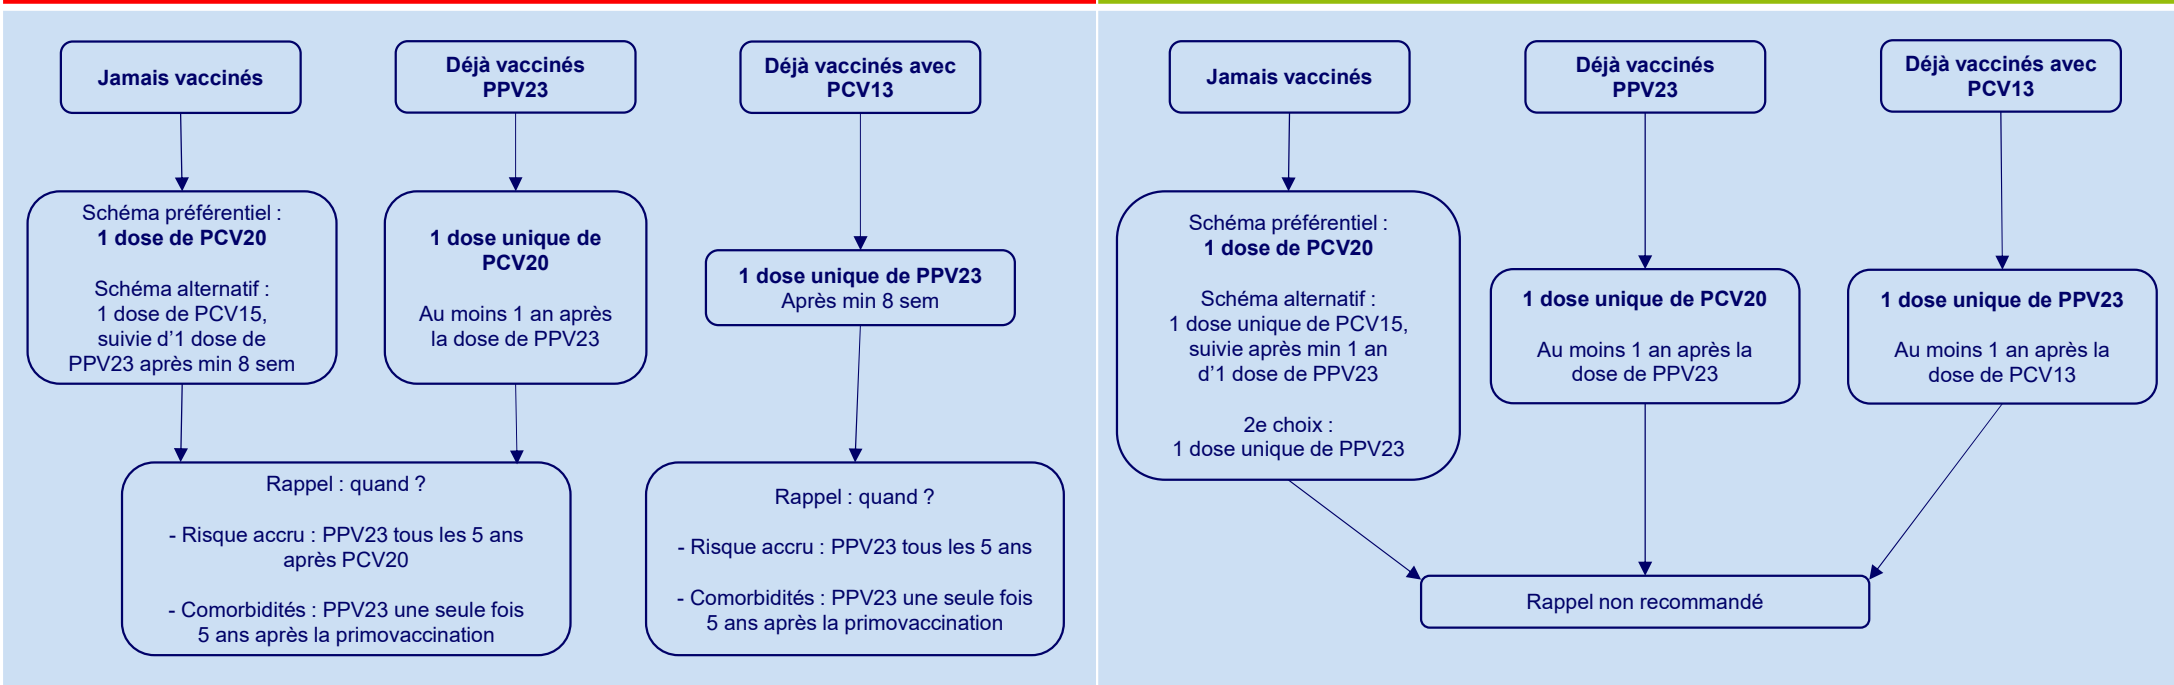 Jamais vaccinés
Déjà vaccinés
PPV23
Déjà vaccinés avec
PCV13
Schéma préférentiel :
1 dose de PCV20
Schéma alternatif :
1 dose de PCV15,
suivie d’1 dose de
PPV23 après min 8 sem
1 dose unique de
PCV20
Au moins 1 an après
la dose de PPV23
1 dose unique de PPV23
Après min 8 sem
Rappel : quand ?
- Risque accru : PPV23 tous les 5 ans
après PCV20
- Comorbidités : PPV23 une seule fois
5 ans après la primovaccination
Rappel : quand ?
- Risque accru : PPV23 tous les 5 ans
- Comorbidités : PPV23 une seule fois
5 ans après la primovaccination
Jamais vaccinés
Déjà vaccinés
PPV23
Déjà vaccinés avec
PCV13
Schéma préférentiel :
1 dose de PCV20
Schéma alternatif :
1 dose unique de PCV15,
suivie après min 1 an
d’1 dose de PPV23
2e choix :
1 dose unique de PPV23
1 dose unique de PCV20
Au moins 1 an après la
dose de PPV23
1 dose unique de PPV23
Au moins 1 an après la
dose de PCV13
Rappel non recommandé